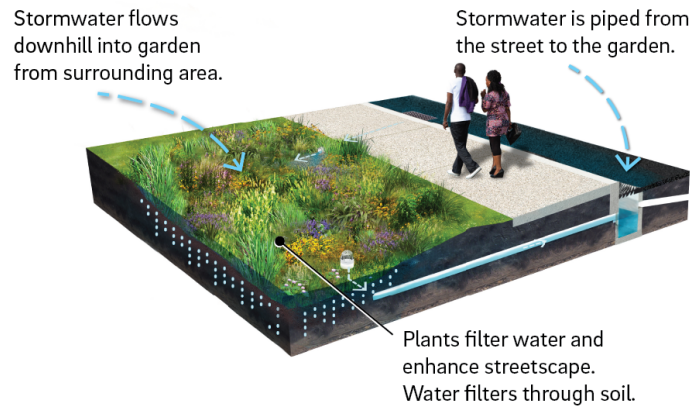 Stormwater flows
downhill into garden
from surrounding area.
Stormwater is piped from
the street to the garden.
Plants filter water and
enhance streetscape.
Water filters through soil.